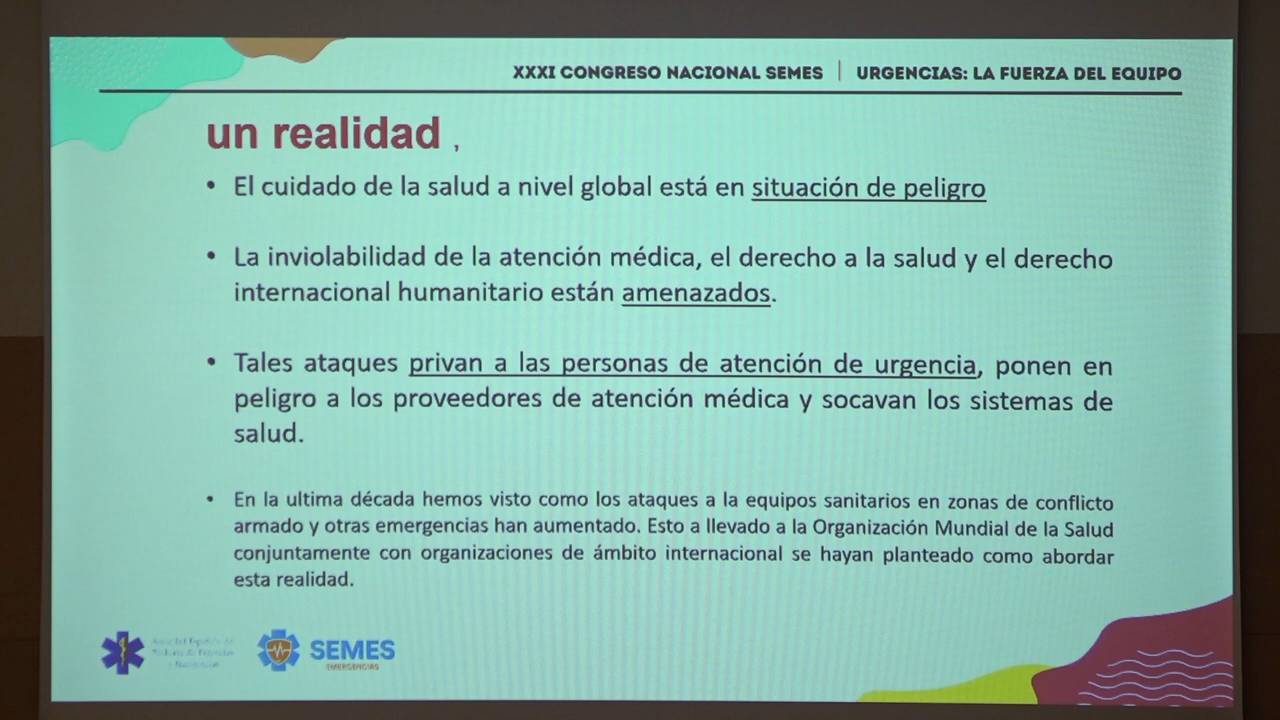 XXXI CONGRESO NACIONAL SEMES | URGENCIAS: LA FUERZA DEL EQUIPO
un realidad ,
• El cuidado de la salud a nivel global está en situación de peligro
• La inviolabilidad de la atención médica, el derecho a la salud y el derecho
internacional humanitario están amenazados.
• Tales ataques privan a las personas de atención de urgencia, ponen en
peligro a los proveedores de atención médica y socavan los sistemas de
salud.
• En la ultima década hemos visto como los ataques a la equipos sanitarios en zonas de conflicto
armado y otras emergencias han aumentado. Esto a llevado a la Organización Mundial de la Salud
conjuntamente con organizaciones de ámbito internacional se hayan planteado como abordar
esta realidad.
SEMES
EMERGENCIAS